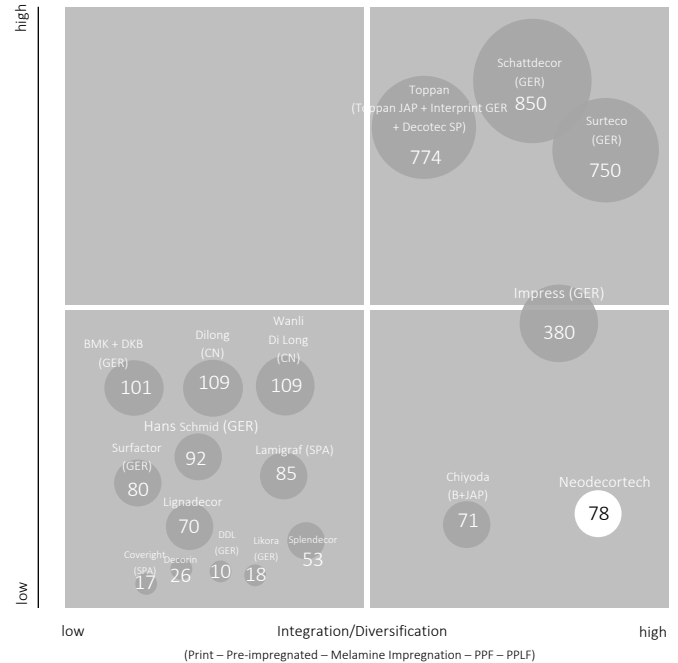 high
Schattdecor
(GER)
850
Toppan
(Toppan JAP + Interprint GER
+ Decotec SP)
774
Surteco
(GER)
750
Impress (GER)
380
Wanli
Di Long
(CN)
109
Dilong
(CN)
109
BMK + DKB
(GER)
101
Hans Schmid (GER)
92
Surfactor
(GER)
80
Lamigraf (SPA)
85
Lignadecor
70
Chiyoda
(B+JAP)
71
Neodecortech
78
DDL
(GER)
10
Likora
(GER)
18
Splendecor
53
Coveright
(SPA)
17
Decorin
26
low
low
Integration/Diversification
high
(Print – Pre-impregnated – Melamine Impregnation – PPF – PPLF)